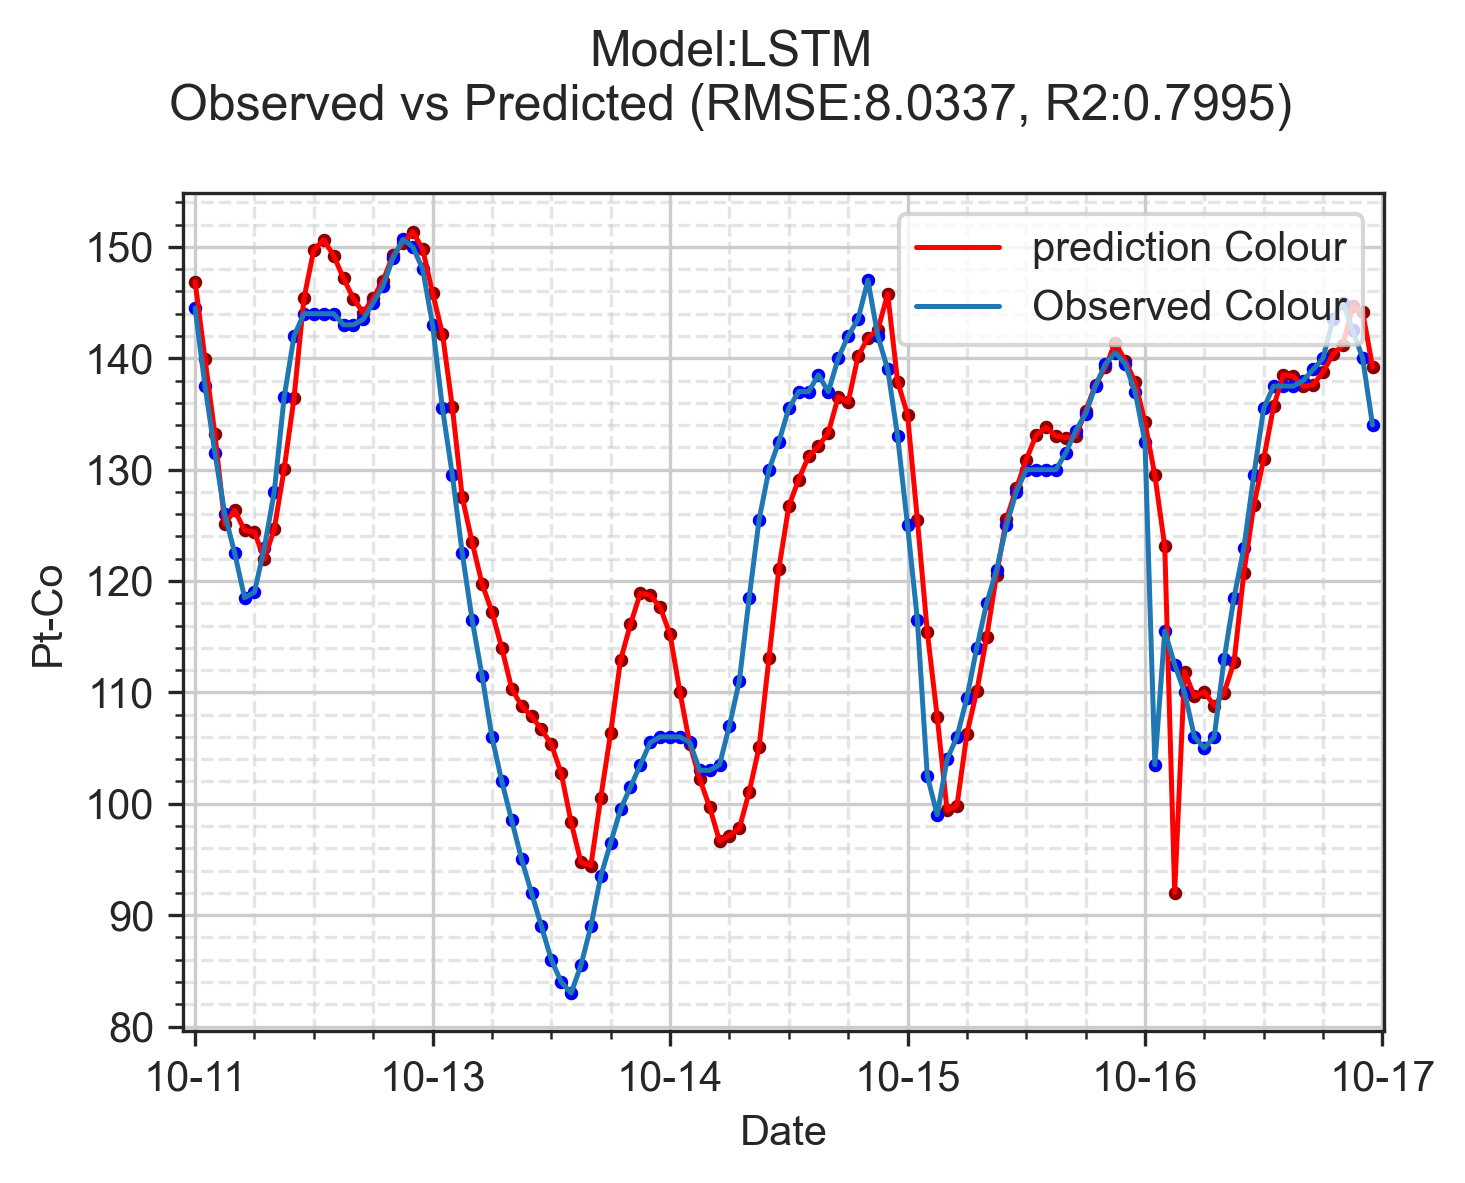 Model:LSTM
Observed vs Predicted (RMSE:8.0337, R2:0.7995)
prediction Colour
Observed Colour
150
140
130
120
110
100
90
80
Pt-Co
10-11
10-13
10-14
10-15
10-16
10-17
Date